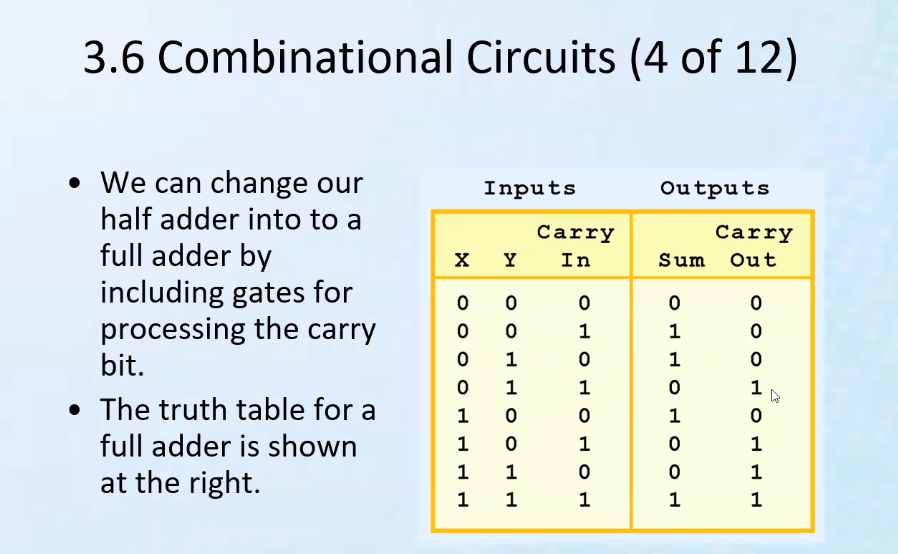 3.6 Combinational Circuits (4 of 12)
• We can change our
half adder into to a
full adder by
including gates for
processing the carry
bit.
• The truth table for a
full adder is shown
at the right.
Inputs Outputs
Carry Carry
X Y In Sum Out
0 0 0 0 0
0 0 1 1 0
0 1 0 1 0
0 1 1 0 1
1 0 0 1 0
1 0 1 0 1
1 1 0 0 1
1 1 1 1 1